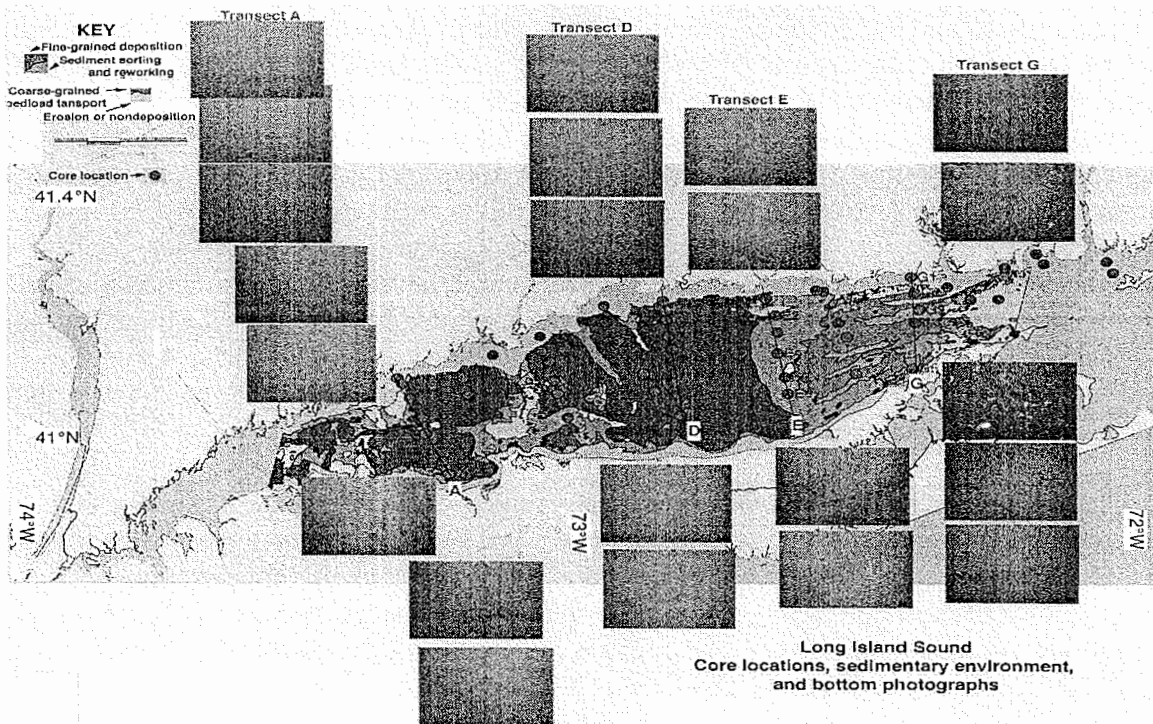 KEY
Fine-grained deposition
Sediment sorting
and reworking
Coarse-grained
bedload tansport
Erosion or nondeposition
Core location
Transect A
Transect D
Transect E
Transect G
41.4°N
41°N
74°W
73°W
72°W
A
D
E
G
Long Island Sound
Core locations, sedimentary environment,
and bottom photographs